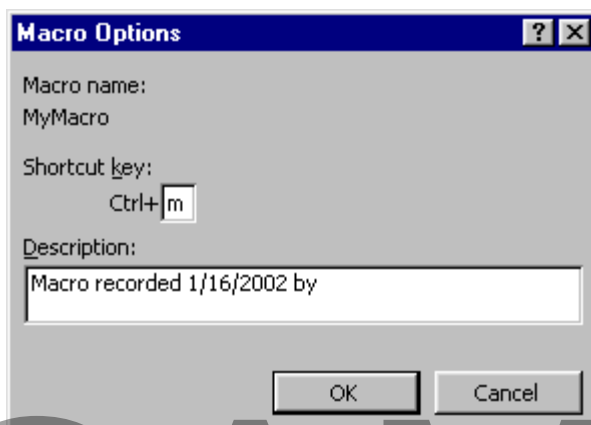 Macro Options
Macro name:
MyMacro
Shortcut key:
Ctrl+ m
Description:
Macro recorded 1/16/2002 by
OK Cancel